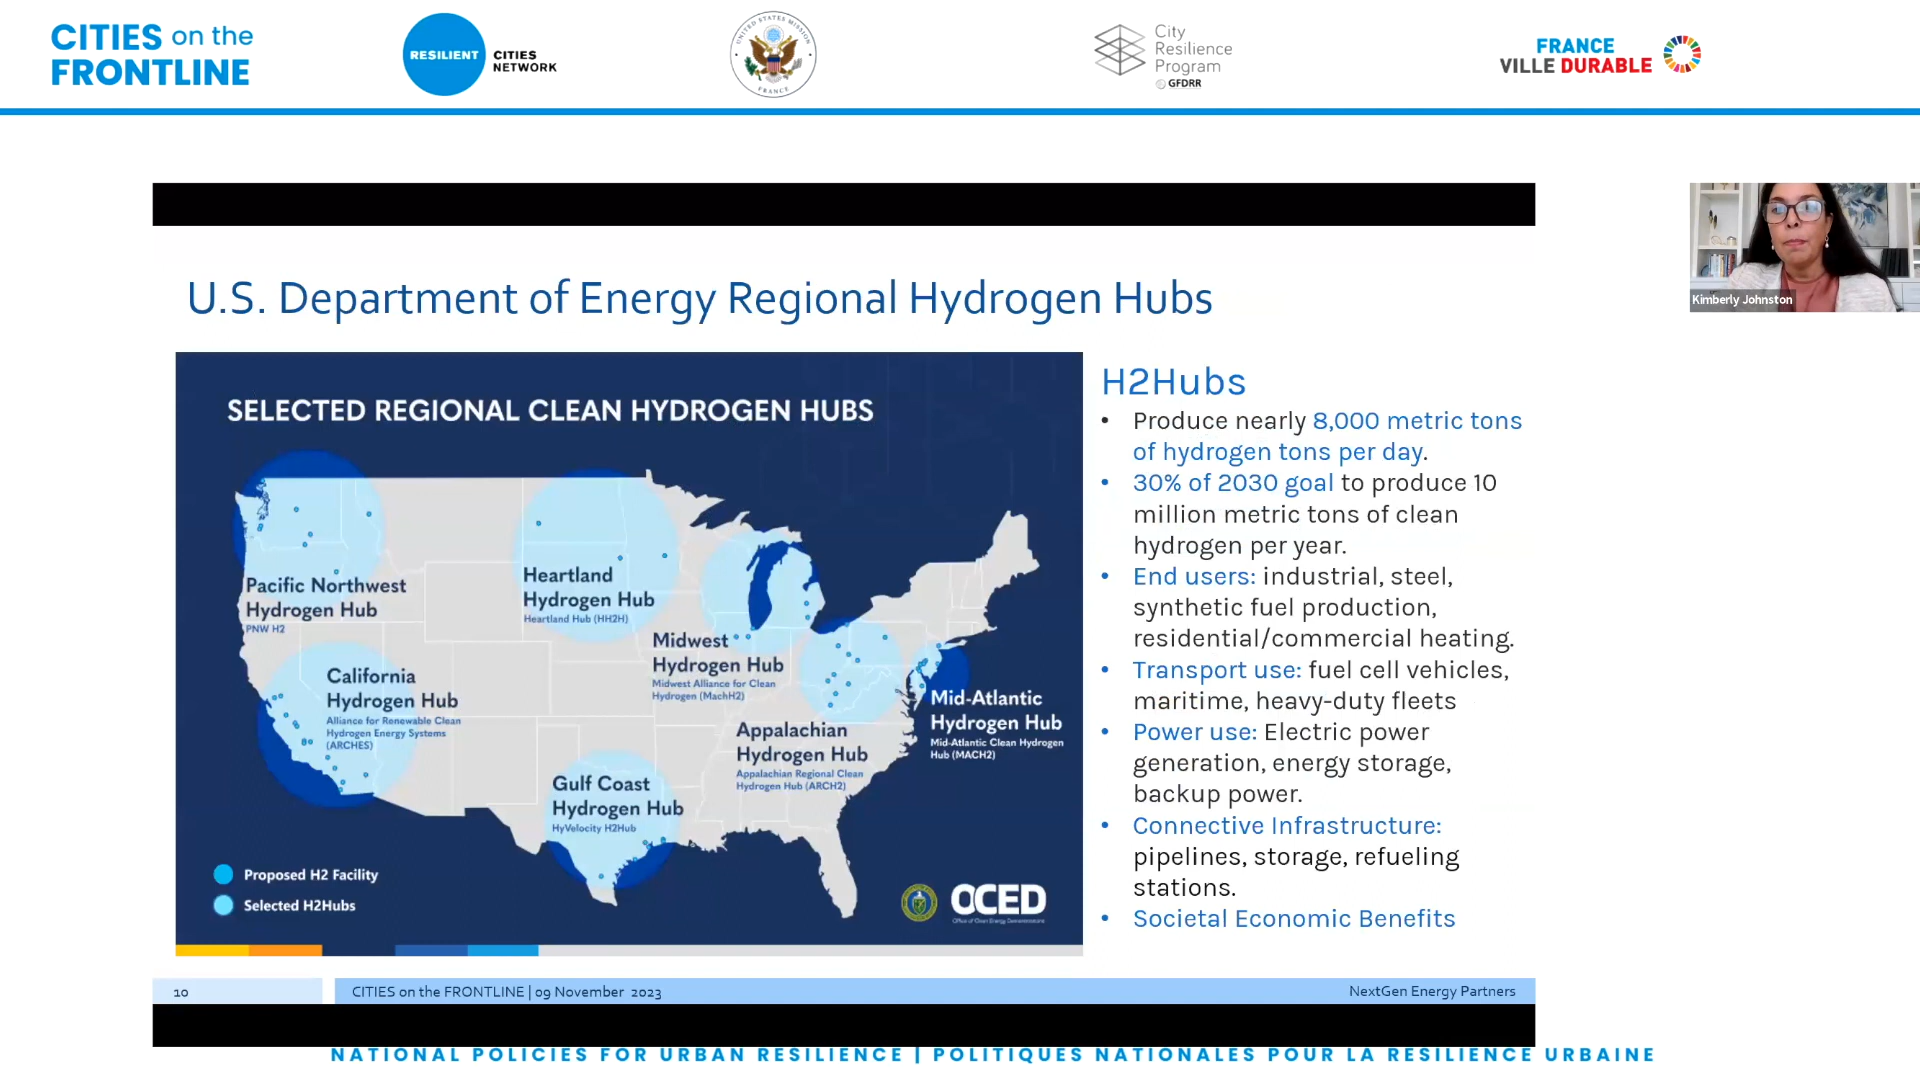 CITIES on the
FRONTLINE
RESILIENT
CITIES
NETWORK
UNITED STATES MISSION
FRANCE
City
Resilience
Program
GFDRR
FRANCE
VILLE DURABLE
Kimberly Johnston
U.S. Department of Energy Regional Hydrogen Hubs
SELECTED REGIONAL CLEAN HYDROGEN HUBS
Pacific Northwest
Hydrogen Hub
PNW H2
Heartland
Hydrogen Hub
Heartland Hub (HH2H)
Midwest
Hydrogen Hub
Midwest Alliance for Clean
Hydrogen (MachH2)
California
Hydrogen Hub
Alliance for Renewable Clean
Hydrogen Energy Systems
(ARCHES)
Mid-Atlantic
Hydrogen Hub
Mid-Atlantic Clean Hydrogen
Hub (MACH2)
Appalachian
Hydrogen Hub
Appalachian Regional Clean
Hydrogen Hub (ARCH2)
Gulf Coast
Hydrogen Hub
HyVelocity H2Hub
Proposed H2 Facility
Selected H2Hubs
OCED
Office of Clean Energy Demonstrations
H2Hubs
• Produce nearly 8,000 metric tons
of hydrogen tons per day.
• 30% of 2030 goal to produce 10
million metric tons of clean
hydrogen per year.
• End users: industrial, steel,
synthetic fuel production,
residential/commercial heating.
• Transport use: fuel cell vehicles,
maritime, heavy-duty fleets
• Power use: Electric power
generation, energy storage,
backup power.
• Connective Infrastructure:
pipelines, storage, refueling
stations.
• Societal Economic Benefits
10
CITIES on the FRONTLINE | 09 November 2023
NextGen Energy Partners
NATIONAL POLICIES FOR URBAN RESILIENCE | POLITIQUES NATIONALES POUR LA RESILIENCE URBAINE